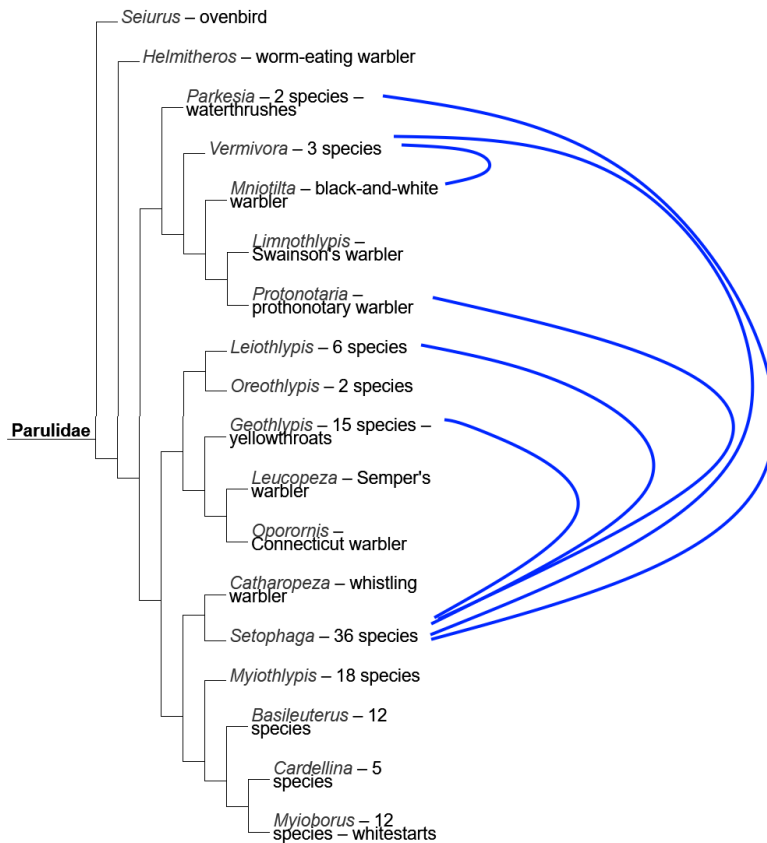 Seiurus – ovenbird
Helmitheros – worm-eating warbler
Parkesia – 2 species –
waterthrushes
Vermivora – 3 species
Mniotilta – black-and-white
warbler
Limnothlypis –
Swainson's warbler
Protonotaria –
prothonotary warbler
Leiothlypis – 6 species
Oreothlypis – 2 species
Parulidae
Geothlypis – 15 species –
yellowthroats
Leucopeza – Semper's
warbler
Oporornis –
Connecticut warbler
Catharopeza – whistling
warbler
Setophaga – 36 species
Myiothlypis – 18 species
Basileuterus – 12
species
Cardellina – 5
species
Myioborus – 12
species – whitestarts